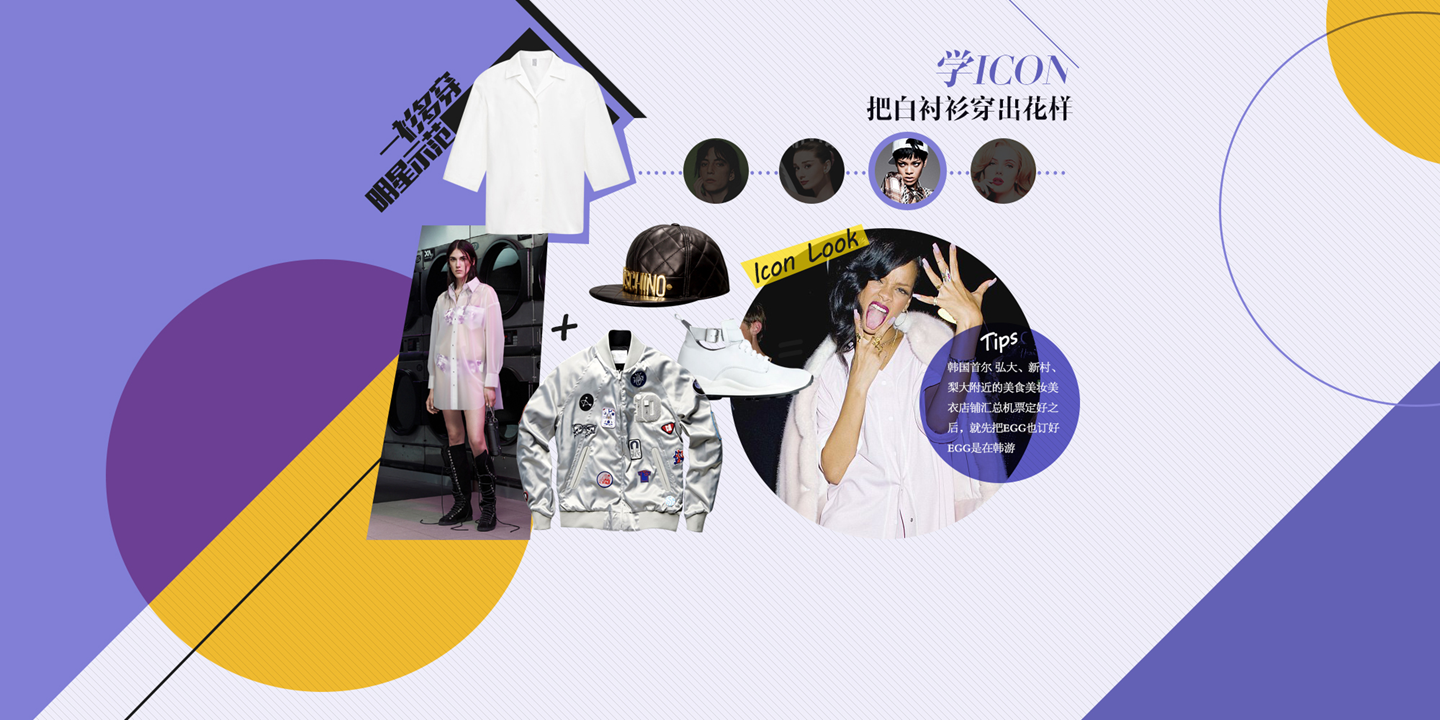 一衫多穿
明星示范
学ICON
把白衬衫穿出花样
SCHINO
Icon Look
Tips
韩国首尔 弘大、新村、
梨大附近的美食美妆美
衣店铺汇总机票定好之
后，就先把EGG也订好
EGG是在韩游